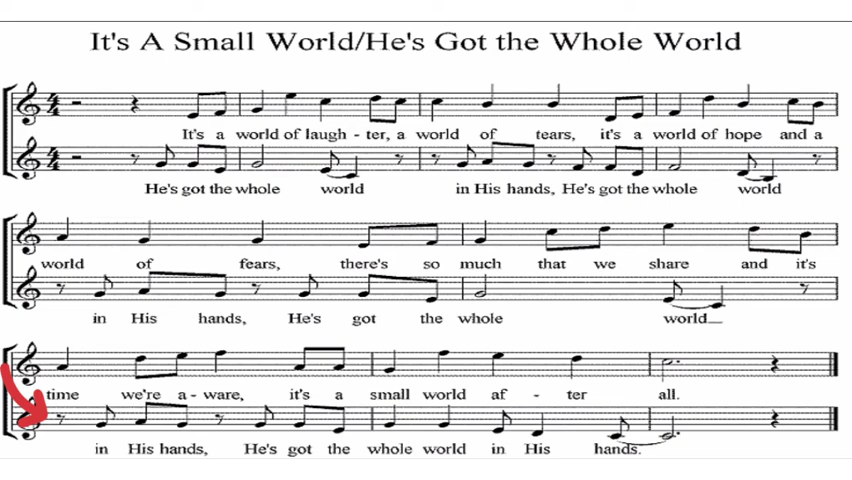 It's A Small World/He's Got the Whole World
It's a world of laugh - ter, a world of tears, it's a world of hope and a
He's got the whole world in His hands, He's got the whole world
world of fears, there's so much that we share and it's
in His hands, He's got the whole world
time we're a - ware, it's a small world af - ter all.
in His hands, He's got the whole world in His hands.